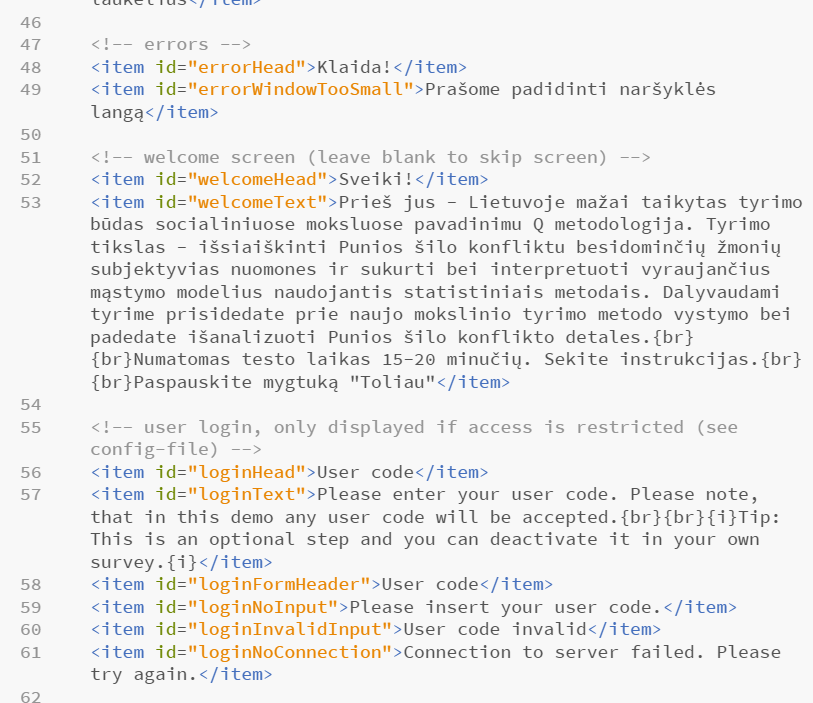 laukelius</item>
46
47 <!-- errors -->
48 <item id="errorHead">Klaida!</item>
49 <item id="errorWindowTooSmall">Prašome padidinti naršyklės
langą</item>
50
51 <!-- welcome screen (leave blank to skip screen) -->
52 <item id="welcomeHead">Sveiki!</item>
53 <item id="welcomeText">Prieš jus - Lietuvoje mažai taikytas tyrimo
būdas socialiniuose moksluose pavadinimu Q metodologija. Tyrimo
tikslas - išsiaiškinti Punios šilo konfliktu besidominčių žmonių
subjektyvias nuomones ir sukurti bei interpretuoti vyraujančius
mąstymo modelius naudojantis statistiniais metodais. Dalyvaudami
tyrime prisidedate prie naujo mokslinio tyrimo metodo vystymo bei
padedate išanalizuoti Punios šilo konflikto detales.{br}
{br}Numatomas testo laikas 15-20 minučių. Sekite instrukcijas.{br}
{br}Paspauskite mygtuką "Toliau"</item>
54
55 <!-- user login, only displayed if access is restricted (see
config-file) -->
56 <item id="loginHead">User code</item>
57 <item id="loginText">Please enter your user code. Please note,
that in this demo any user code will be accepted.{br}{br}{i}Tip:
This is an optional step and you can deactivate it in your own
survey.{i}</item>
58 <item id="loginFormHeader">User code</item>
59 <item id="loginNoInput">Please insert your user code.</item>
60 <item id="loginInvalidInput">User code invalid</item>
61 <item id="loginNoConnection">Connection to server failed. Please
try again.</item>
62